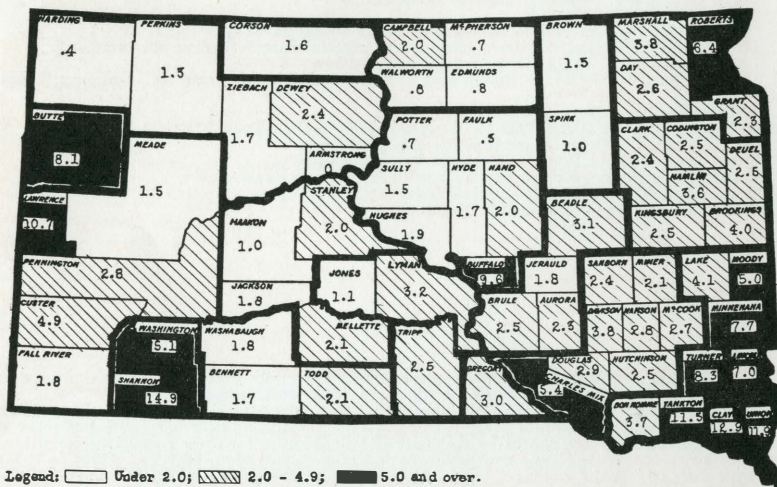 HARDING
.4
PERKINS
1.3
CORSON
1.6
CAMPBELL
2.0
McPHERSON
.7
BROWN
1.5
MARSHALL
3.8
ROBERTS
6.4
WALWORTH
.8
EDMUNDS
.8
DAY
2.6
GRANT
2.3
ZIEBACH
1.7
DEWEY
2.4
ARMSTRONG
0
BUTTE
8.1
MEADE
1.5
POTTER
.7
FAULK
.3
SPINK
1.0
CLARK
2.4
CODINGTON
2.5
DEUEL
2.5
HAMLIN
3.6
LAWRENCE
10.7
STANLEY
2.0
SULLY
1.5
HYDE
1.7
HAND
2.0
HAAKON
1.0
HUGHES
1.9
BEADLE
3.1
KINGSBURY
2.5
BROOKINGS
4.0
PENNINGTON
2.8
JACKSON
1.8
JONES
1.1
LYMAN
3.2
BUFFALO
9.6
JERAULD
1.8
SANBORN
2.4
MINER
2.1
LAKE
4.1
MOODY
5.0
CUSTER
4.9
WASHINGTON
5.1
WASHABAUGH
1.8
MELLETTE
2.1
TRIPP
2.5
BRULE
2.5
AURORA
2.3
3.8
HANSON
2.8
McCOOK
2.7
MINNEHAHA
7.7
FALL RIVER
1.8
SHANNON
14.9
BENNETT
1.7
TODD
2.1
GREGORY
3.0
CHARLES MIX
5.4
DOUGLAS
2.9
HUTCHINSON
2.5
TURNER
8.3
7.0
BON HOMME
3.7
YANKTON
11.5
CLAY
12.9
UNION
11.9
Legend: Under 2.0; 2.0 - 4.9; 5.0 and over.